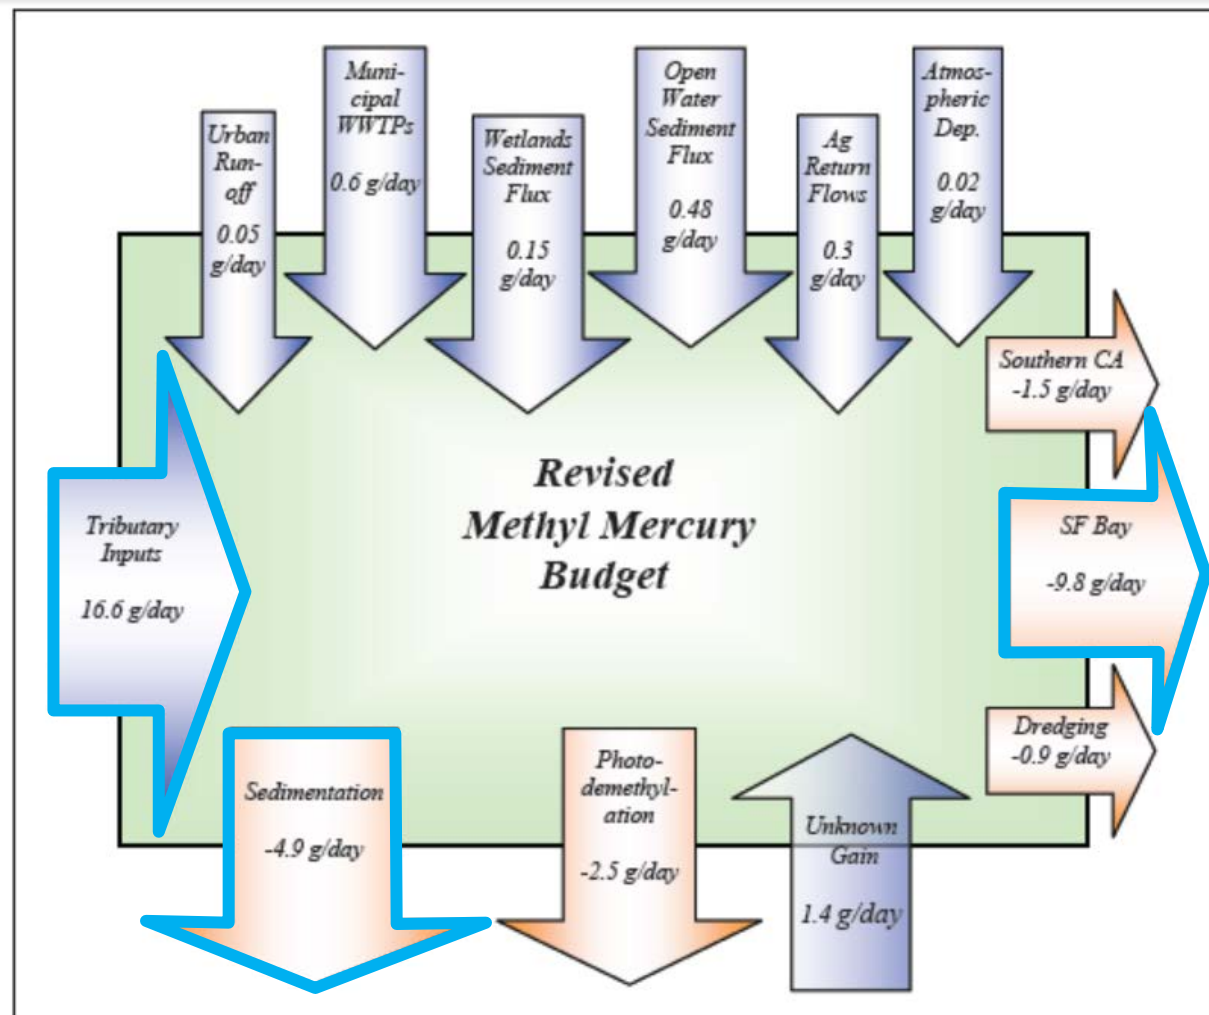 Urban
Run-
off
0.05
g/day
Muni-
cipal
WWTPs
0.6 g/day
Wetlands
Sediment
Flux
0.15
g/day
Open
Water
Sediment
Flux
0.48
g/day
Ag
Return
Flows
0.3
g/day
Atmos-
pheric
Dep.
0.02
g/day
Southern CA
-1.5 g/day
Revised
Methyl Mercury
Budget
Tributary
Inputs
16.6 g/day
SF Bay
-9.8 g/day
Dredging
-0.9 g/day
Sedimentation
-4.9 g/day
Photo-
demethyl-
ation
-2.5 g/day
Unknown
Gain
1.4 g/day